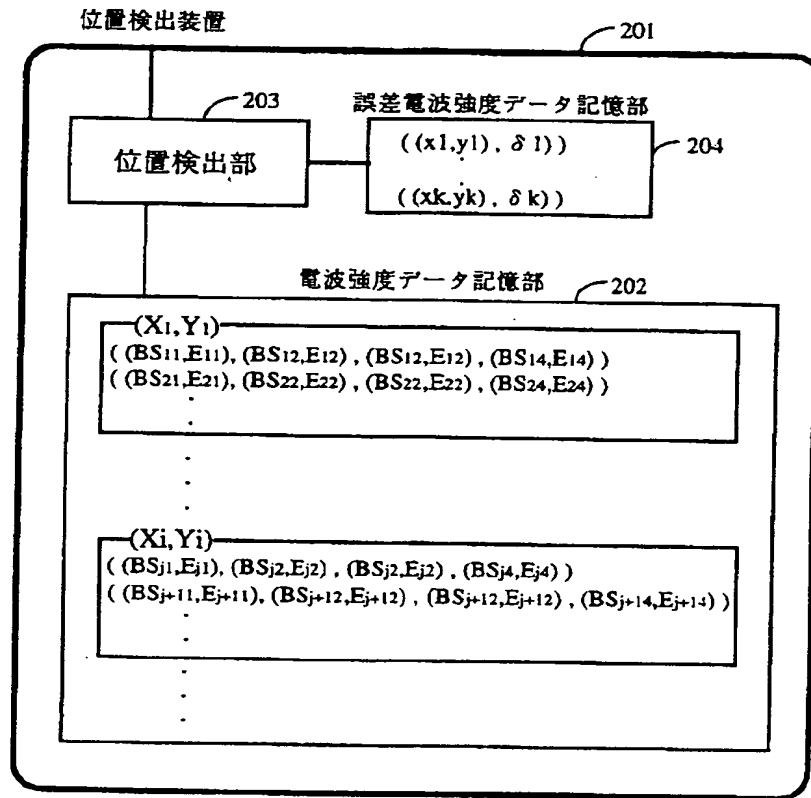 位置検出装置
201
203
誤差電波強度データ記憶部
位置検出部
((x1,y1), δ1))
204
((xk.yk), δk))
電波強度データ記憶部
202
(X1,Y1)
((BS11,E11), (BS12,E12), (BS12,E12), (BS14,E14))
((BS21,E21), (BS22,E22), (BS22,E22), (BS24,E24))
(Xi,Yi)
((BSj1,Ej1), (BSj2,Ej2), (BSj2,Ej2), (BSj4,Ej4))
((BSj+11,Ej+11), (BSj+12,Ej+12), (BSj+12,Ej+12), (BSj+14,Ej+14))